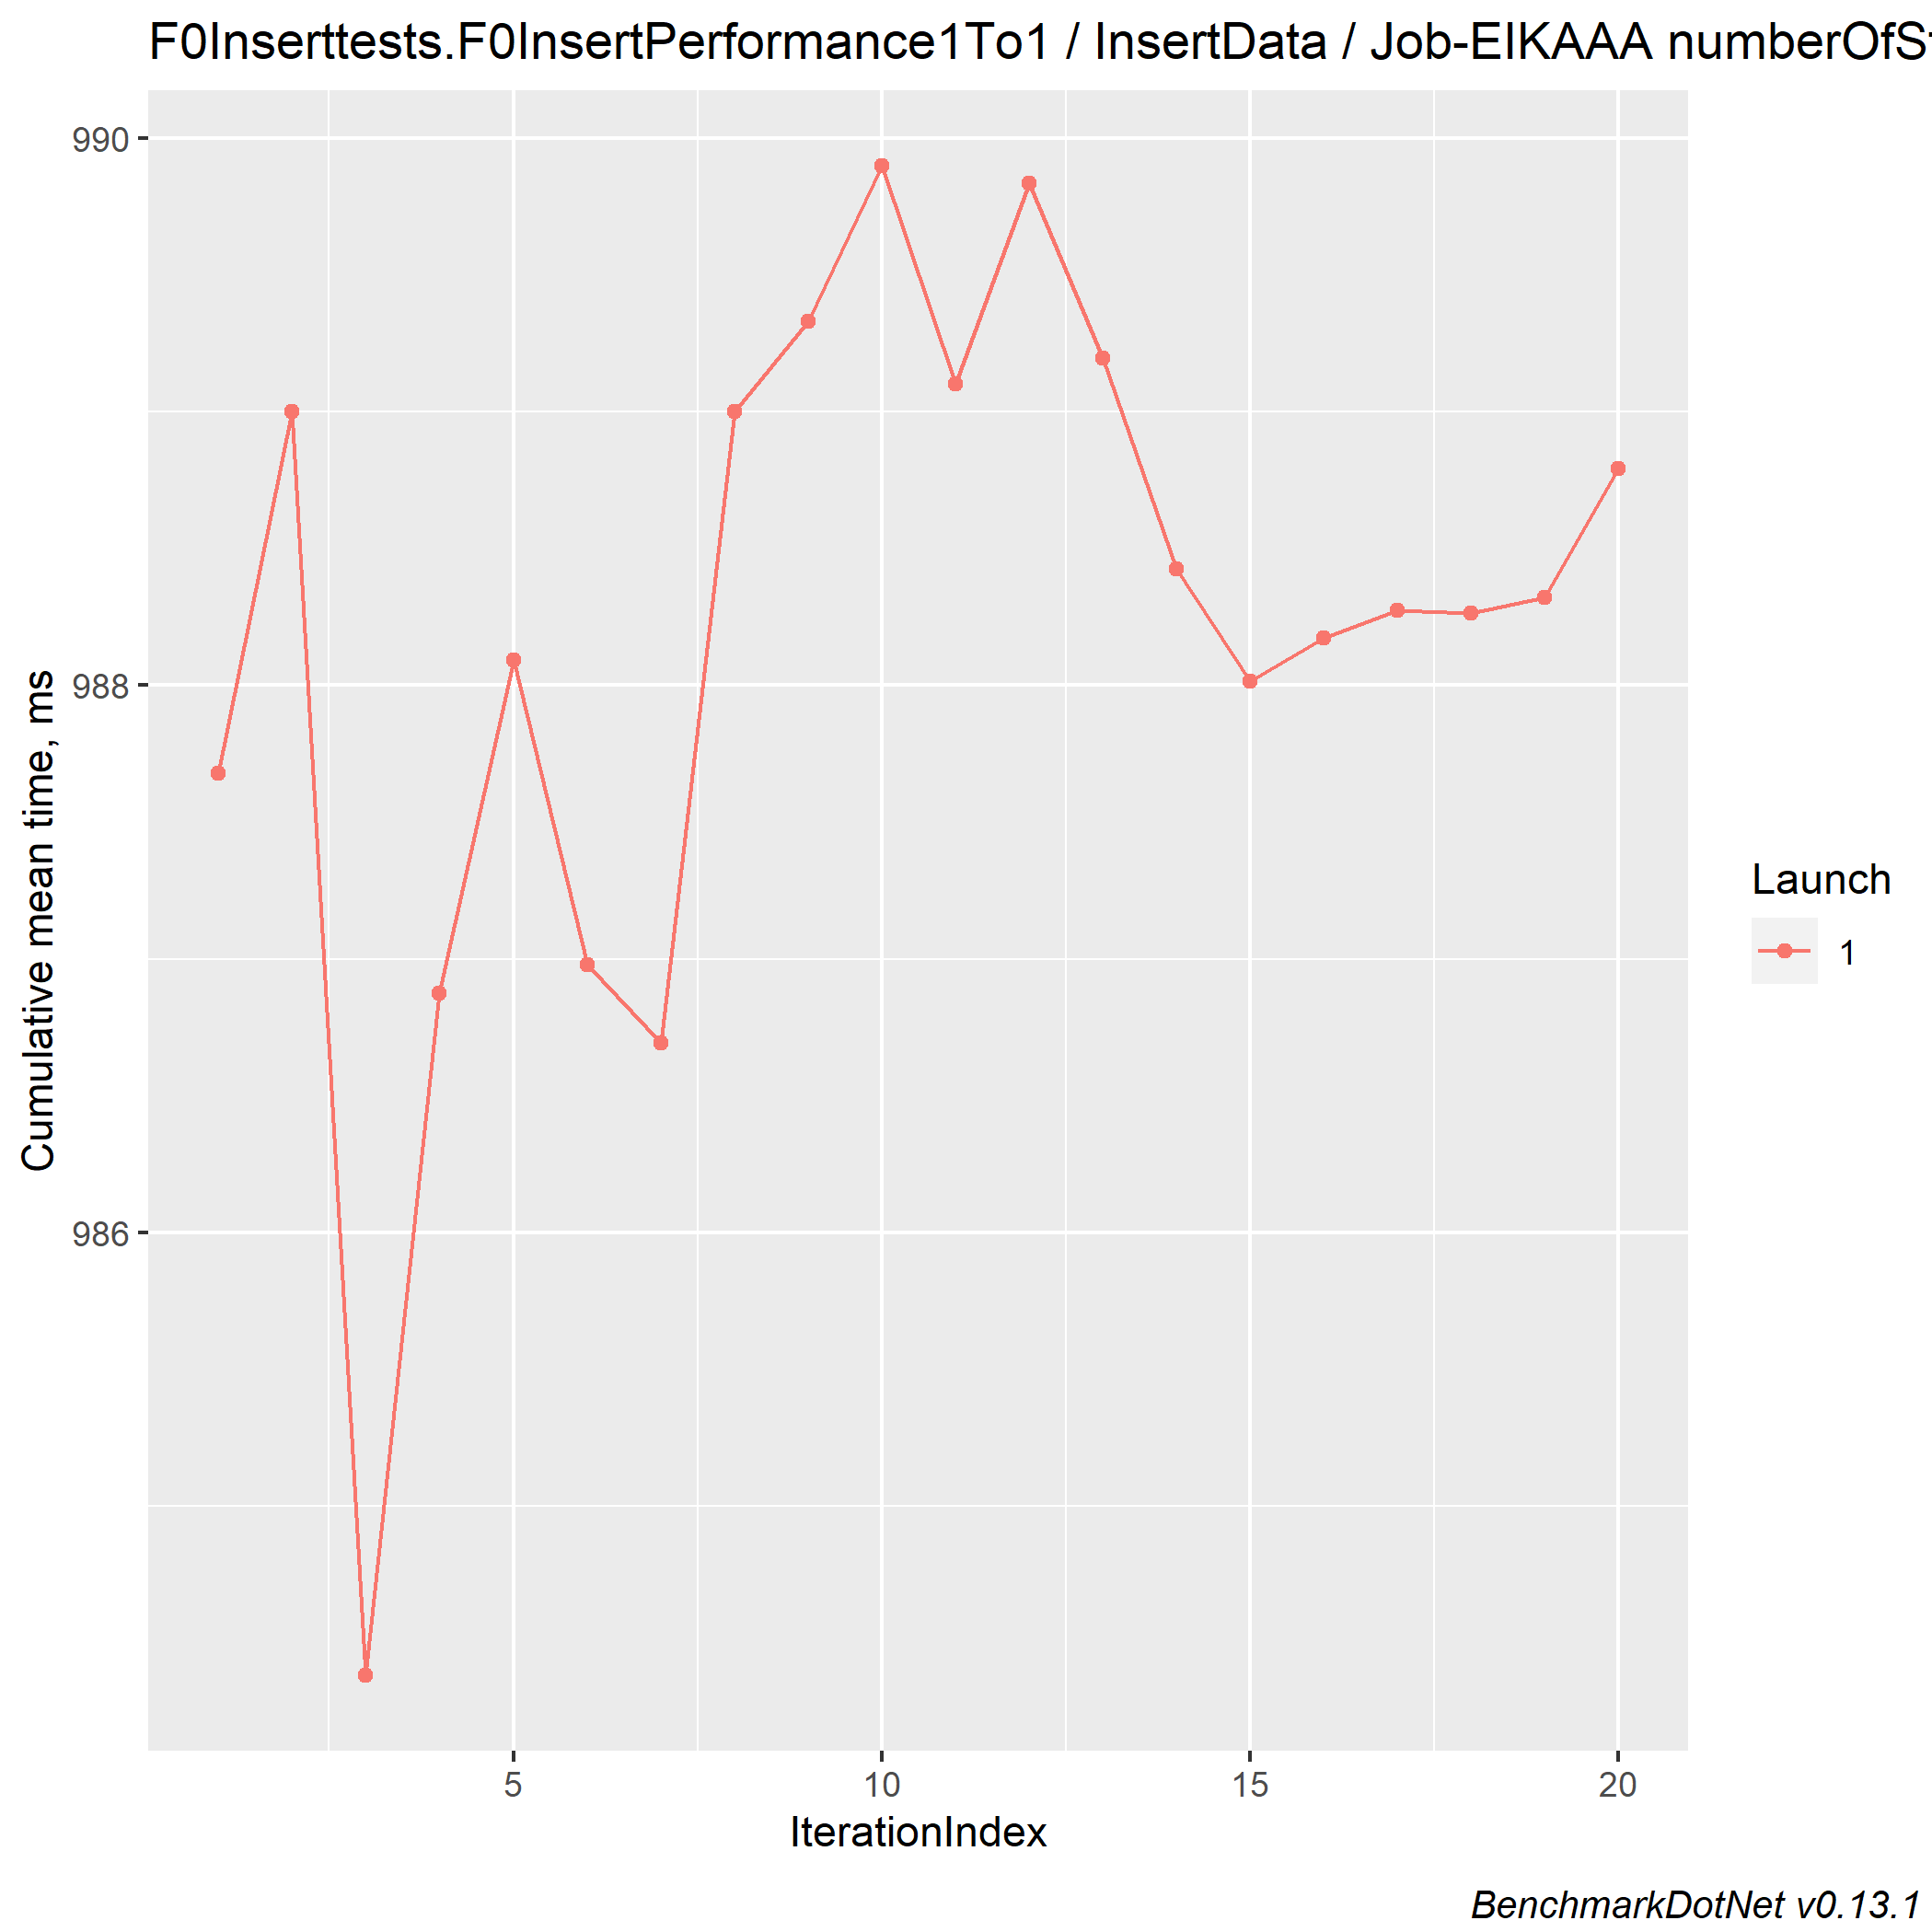 F0Inserttests.F0InsertPerformance1To1 / InsertData / Job-EIKAAA numberOfS
990
988
986
Cumulative mean time, ms
5 10 15 20
IterationIndex
Launch
1
BenchmarkDotNet v0.13.1